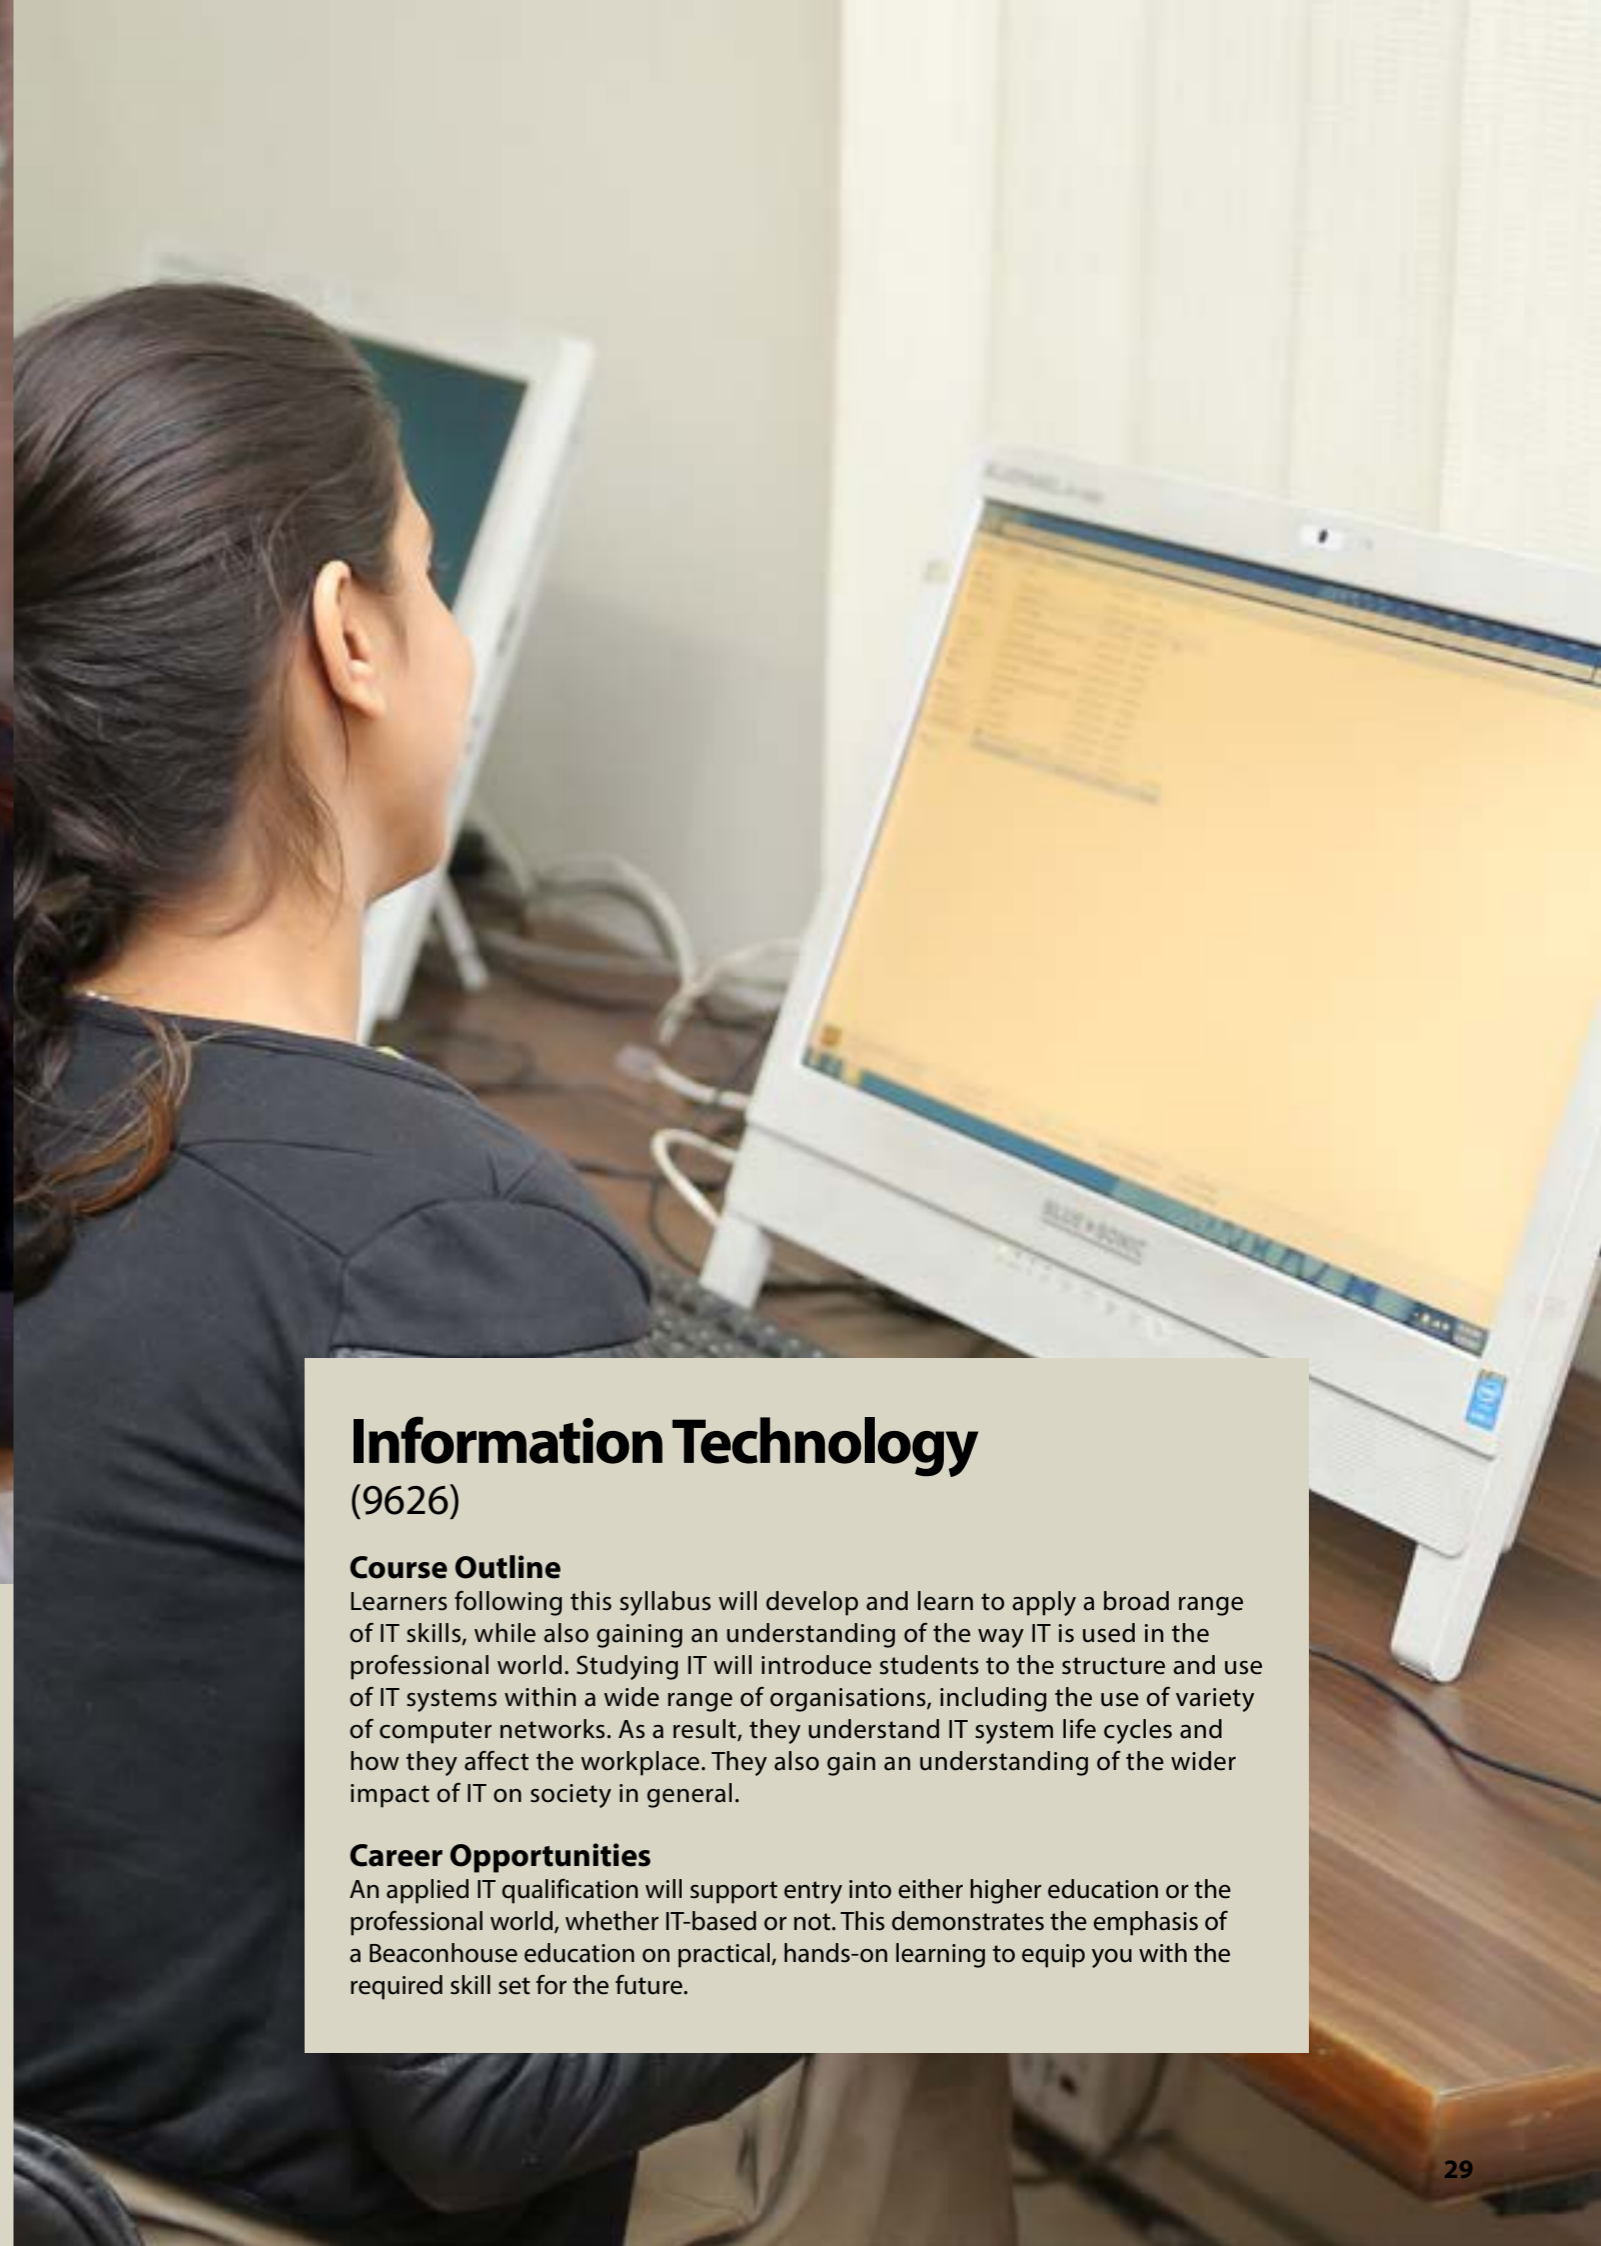 BLUE SONIC
Information Technology
(9626)
Course Outline
Learners following this syllabus will develop and learn to apply a broad range
of IT skills, while also gaining an understanding of the way IT is used in the
professional world. Studying IT will introduce students to the structure and use
of IT systems within a wide range of organisations, including the use of variety
of computer networks. As a result, they understand IT system life cycles and
how they affect the workplace. They also gain an understanding of the wider
impact of IT on society in general.
Career Opportunities
An applied IT qualification will support entry into either higher education or the
professional world, whether IT-based or not. This demonstrates the emphasis of
a Beaconhouse education on practical, hands-on learning to equip you with the
required skill set for the future.
29